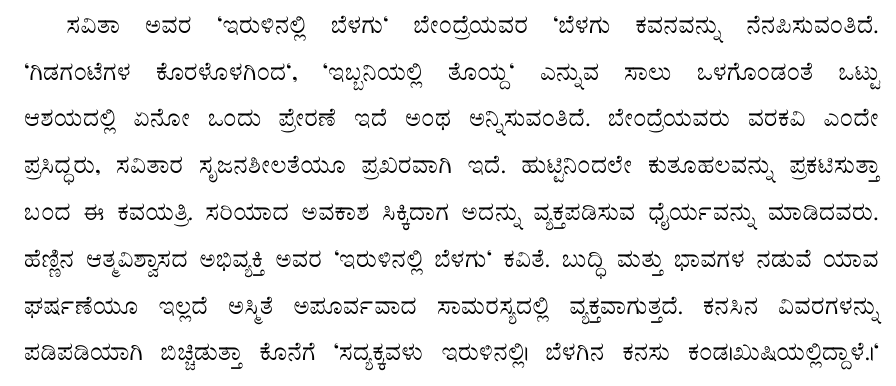 ಸವಿತಾ ಅವರ ‘ಇರುಳಿನಲ್ಲಿ ಬೆಳಗು‘ ಬೇಂದ್ರೆಯವರ ‘ಬೆಳಗು ಕವನವನ್ನು ನೆನಪಿಸುವಂತಿದೆ.
‘ಗಿಡಗಂಟೆಗಳ ಕೊರಳೊಳಗಿಂದ‘, ‘ಇಬ್ಬನಿಯಲ್ಲಿ ತೊಯ್ದ‘ ಎನ್ನುವ ಸಾಲು ಒಳಗೊಂಡಂತೆ ಒಟ್ಟು
ಆಶಯದಲ್ಲಿ ಏನೋ ಒಂದು ಪ್ರೇರಣೆ ಇದೆ ಅಂಥ ಅನ್ನಿಸುವಂತಿದೆ. ಬೇಂದ್ರೆಯವರು ವರಕವಿ ಎಂದೇ
ಪ್ರಸಿದ್ಧರು, ಸವಿತಾರ ಸೃಜನಶೀಲತೆಯೂ ಪ್ರಖರವಾಗಿ ಇದೆ. ಹುಟ್ಟಿನಿಂದಲೇ ಕುತೂಹಲವನ್ನು ಪ್ರಕಟಿಸುತ್ತಾ
ಬಂದ ಈ ಕವಯತ್ರಿ. ಸರಿಯಾದ ಅವಕಾಶ ಸಿಕ್ಕಿದಾಗ ಅದನ್ನು ವ್ಯಕ್ತಪಡಿಸುವ ಧೈರ್ಯವನ್ನು ಮಾಡಿದವರು.
ಹೆಣ್ಣಿನ ಆತ್ಮವಿಶ್ವಾಸದ ಅಭಿವ್ಯಕ್ತಿ ಅವರ ‘ಇರುಳಿನಲ್ಲಿ ಬೆಳಗು‘ ಕವಿತೆ. ಬುದ್ಧಿ ಮತ್ತು ಭಾವಗಳ ನಡುವೆ ಯಾವ
ಘರ್ಷಣೆಯೂ ಇಲ್ಲದೆ ಅಸ್ಮಿತೆ ಅಪೂರ್ವವಾದ ಸಾಮರಸ್ಯದಲ್ಲಿ ವ್ಯಕ್ತವಾಗುತ್ತದೆ. ಕನಸಿನ ವಿವರಗಳನ್ನು
ಪಡಿಪಡಿಯಾಗಿ ಬಿಚ್ಚಿಡುತ್ತಾ ಕೊನೆಗೆ ‘ಸದ್ಯಕ್ಕವಳು ಇರುಳಿನಲ್ಲಿ। ಬೆಳಗಿನ ಕನಸು ಕಂಡ।ಖುಷಿಯಲ್ಲಿದ್ದಾಳೆ.।‘